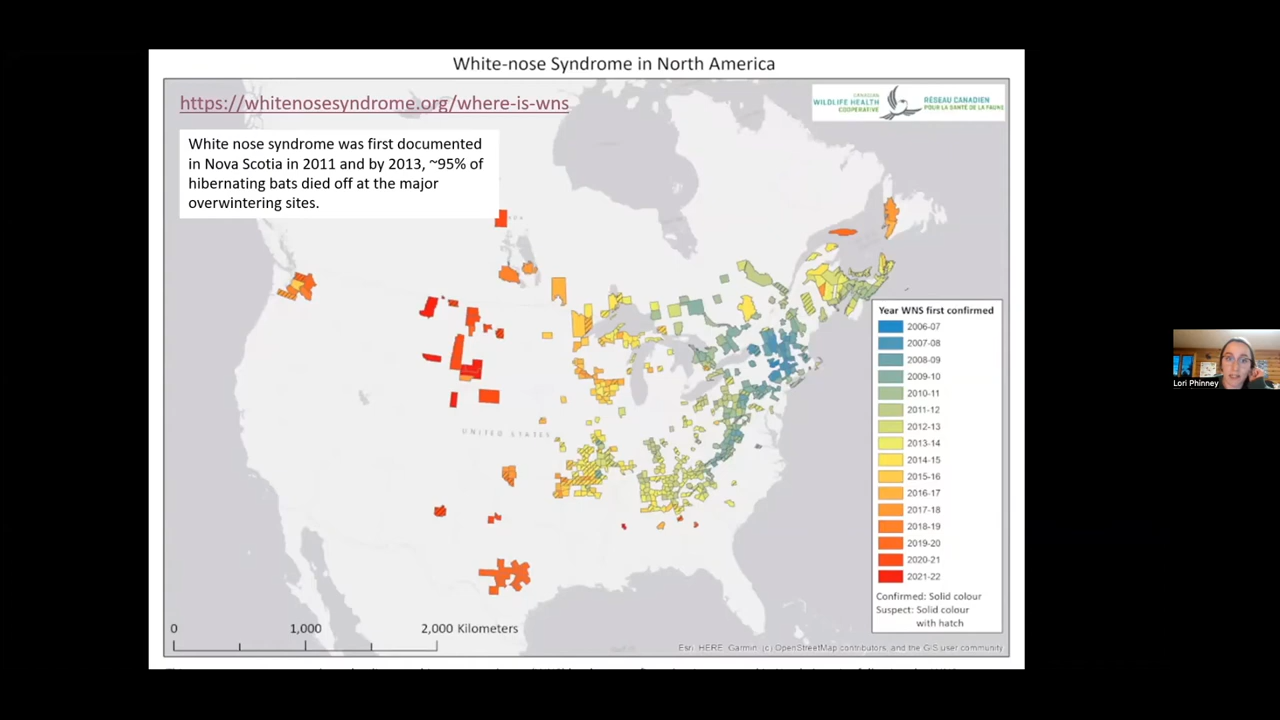 White-nose Syndrome in North America
https://whitenosesyndrome.org/where-is-wns
CANADIAN
WILDLIFE HEALTH
COOPERATIVE
RÉSEAU CANADIEN
POUR LA SANTÉ DE LA FAUNE
White nose syndrome was first documented
in Nova Scotia in 2011 and by 2013, ~95% of
hibernating bats died off at the major
overwintering sites.
UNITED STATES
Year WNS first confirmed
2006-07
2007-08
2008-09
2009-10
2010-11
2011-12
2012-13
2013-14
2014-15
2015-16
2016-17
2017-18
2018-19
2019-20
2020-21
2021-22
Confirmed: Solid colour
Suspect: Solid colour
with hatch
0 1,000 2,000 Kilometers
Esri, HERE, Garmin, (c) OpenStreetMap contributors, and the GIS user community
Lori Phinney